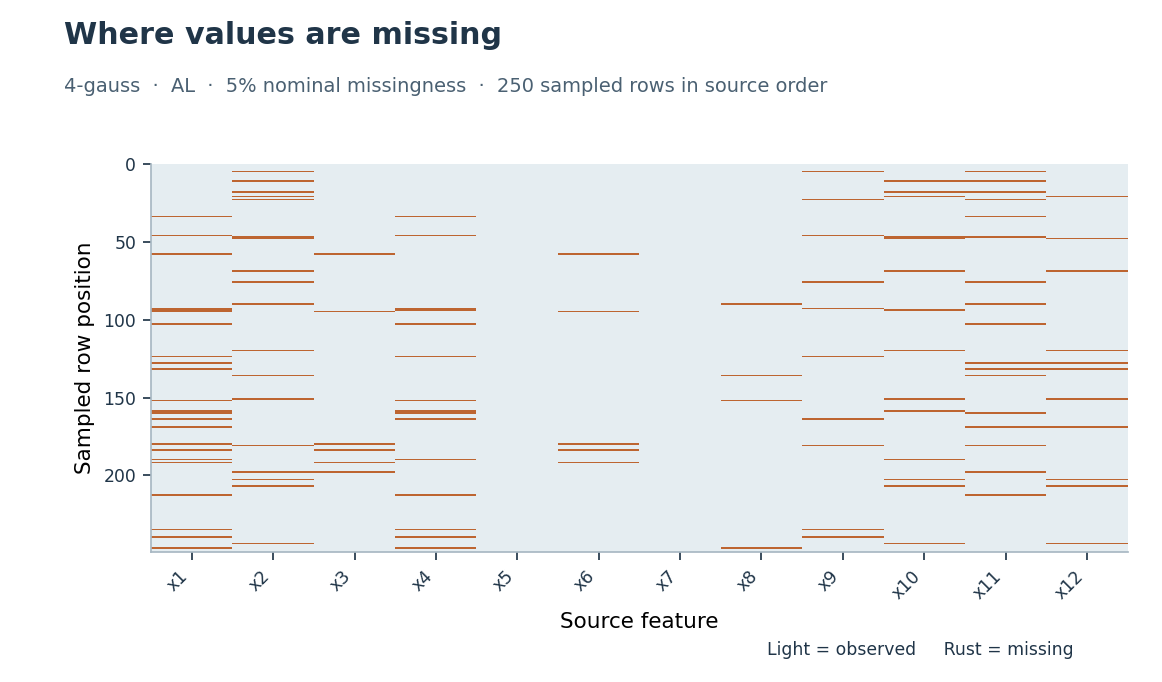 Where values are missing
4-gauss · AL · 5% nominal missingness · 250 sampled rows in source order
0
50
100
150
200
Sampled row position
x1 x2 x3 x4 x5 x6 x7 x8 x9 x10 x11 x12
Source feature
Light = observed Rust = missing